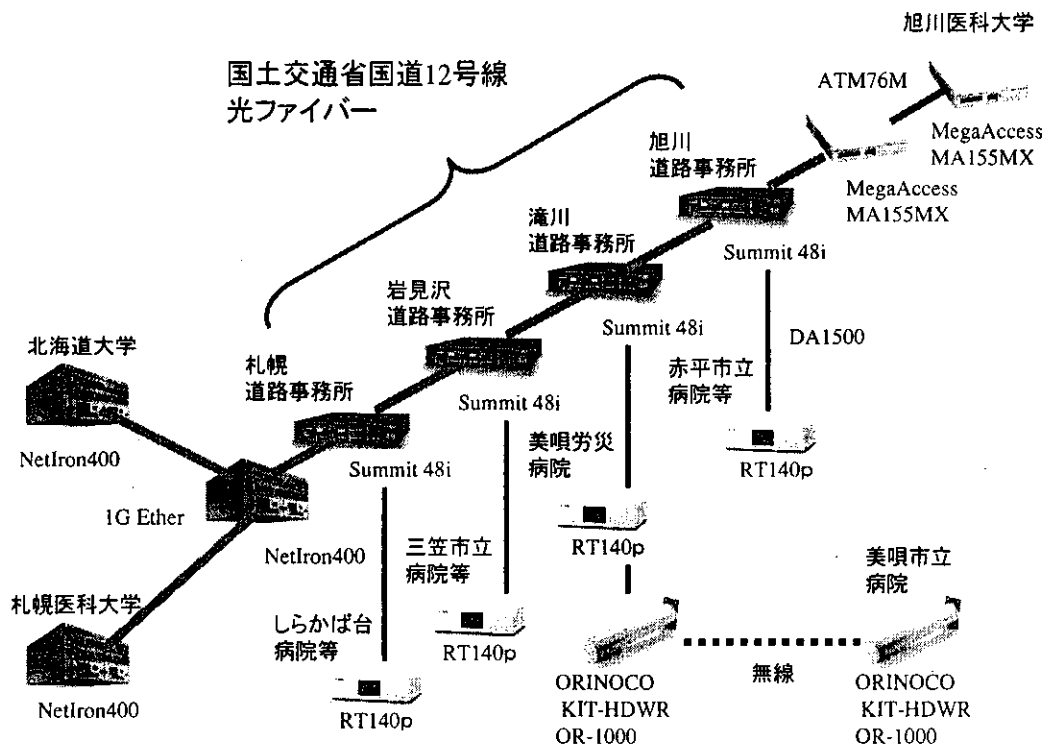 旭川医科大学
国土交通省国道12号線
光ファイバー
ATM76M
MegaAccess
MA155MX
旭川
道路事務所
MegaAccess
MA155MX
滝川
道路事務所
Summit 48i
岩見沢
道路事務所
Summit 48i
DA1500
北海道大学
札幌
道路事務所
Summit 48i
赤平市立
病院等
NetIron400
Summit 48i
美唄労災
病院
RT140p
1G Ether
NetIron400
三笠市立
病院等
RT140p
美唄市立
病院
札幌医科大学
しらかば台
病院等
RT140p
無線
NetIron400
RT140p
ORINOCO
KIT-HDWR
OR-1000
ORINOCO
KIT-HDWR
OR-1000